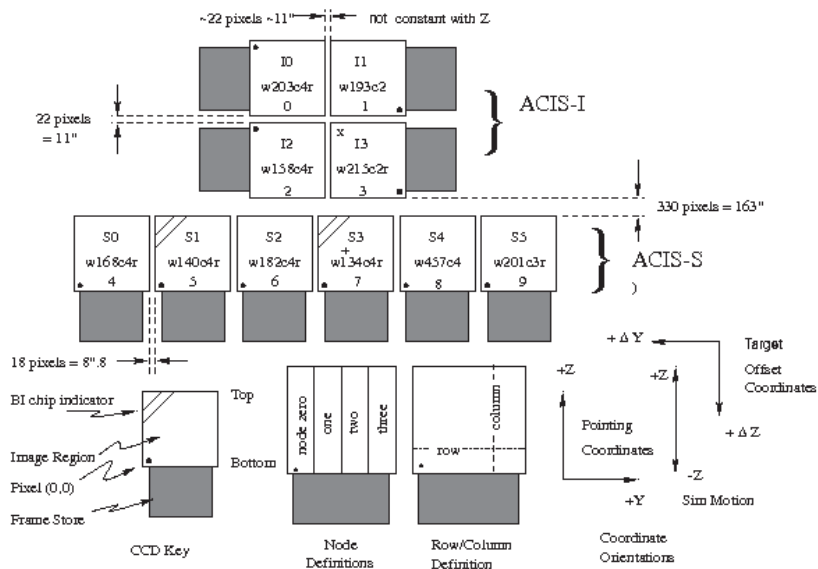 ~22 pixels ~11" not constant with Z
I0
w203c4r
0
I1
w193c2
1
ACIS-I
22 pixels
= 11"
I2
w158c4r
2
x
I3
w215c2r
3
330 pixels = 163"
S0
w168c4r
4
S1
w140c4r
5
S2
w182c4r
6
S3
+
w134c4r
7
S4
w457c4
8
S5
w201c3r
9
ACIS-S
)
18 pixels = 8".8
BI chip indicator
Image Region
Pixel (0,0)
Frame Store
Top
Bottom
CCD Key
node zero
one
two
three
Node
Definitions
row
column
Row/Column
Definition
+Z
Pointing
Coordinates
+Y
+ Δ Y
Target
Offset
Coordinates
+ Δ Z
+Z
-Z
Sim Motion
Coordinate
Orientations